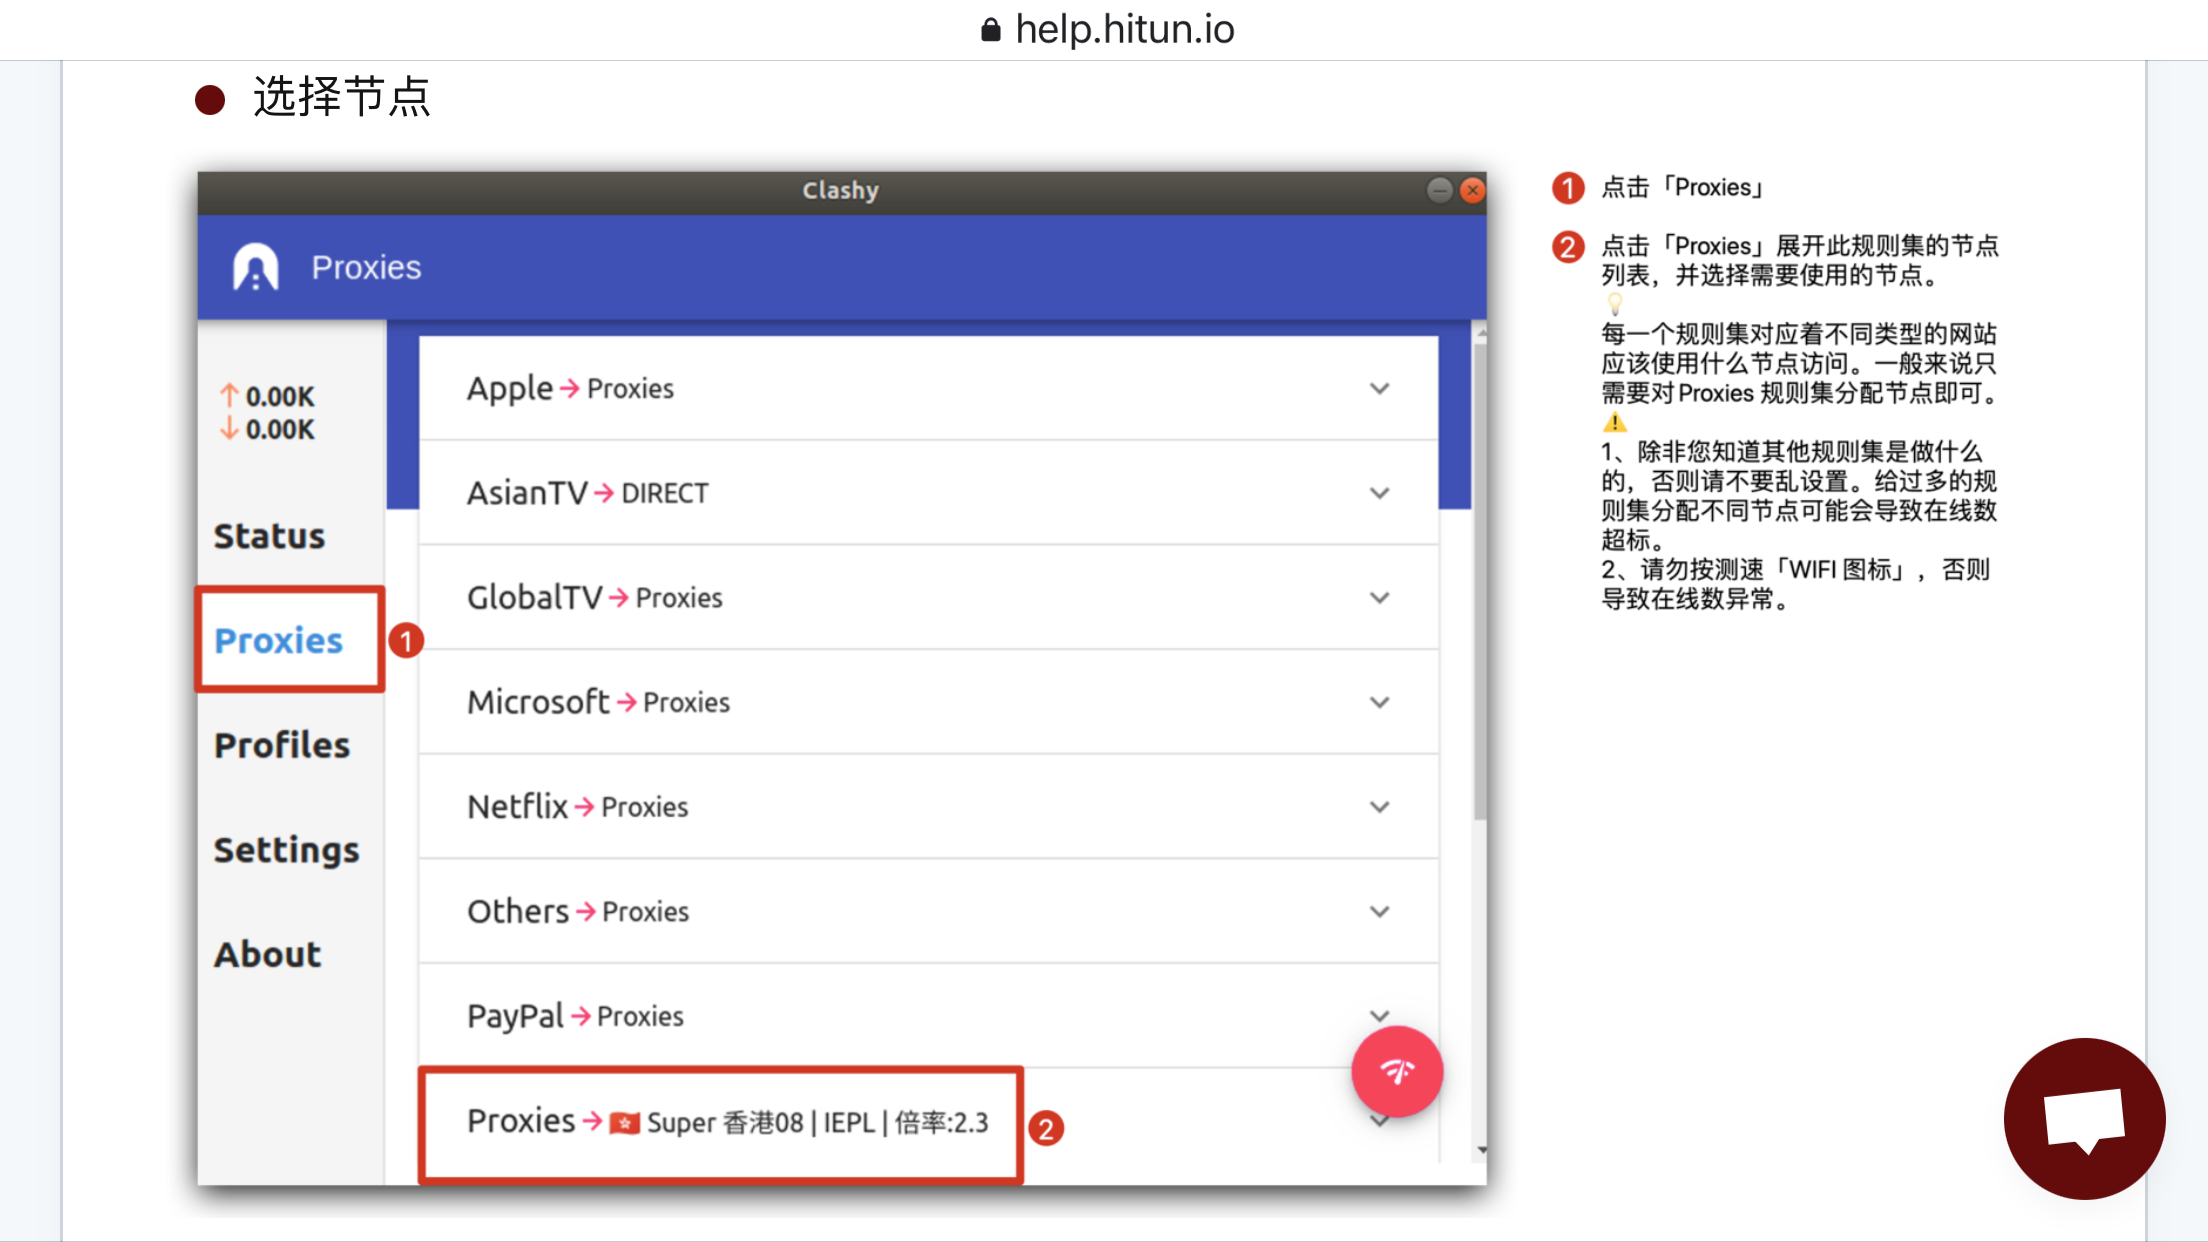 help.hitun.io
选择节点
Clashy
Proxies
0.00K
0.00K
Status
Proxies
Profiles
Settings
About
1
Apple → Proxies
AsianTV → DIRECT
GlobalTV → Proxies
Microsoft → Proxies
Netflix → Proxies
Others → Proxies
PayPal → Proxies
Proxies → 🇭🇰 Super 香港08 | IEPL | 倍率:2.3
2
1 点击「Proxies」
2 点击「Proxies」展开此规则集的节点
列表，并选择需要使用的节点。
💡
每一个规则集对应着不同类型的网站
应该使用什么节点访问。一般来说只
需要对 Proxies 规则集分配节点即可。
⚠️
1、除非您知道其他规则集是做什么
的，否则请不要乱设置。给过多的规
则集分配不同节点可能会导致在线数
超标。
2、请勿按测速「WIFI 图标」，否则
导致在线数异常。